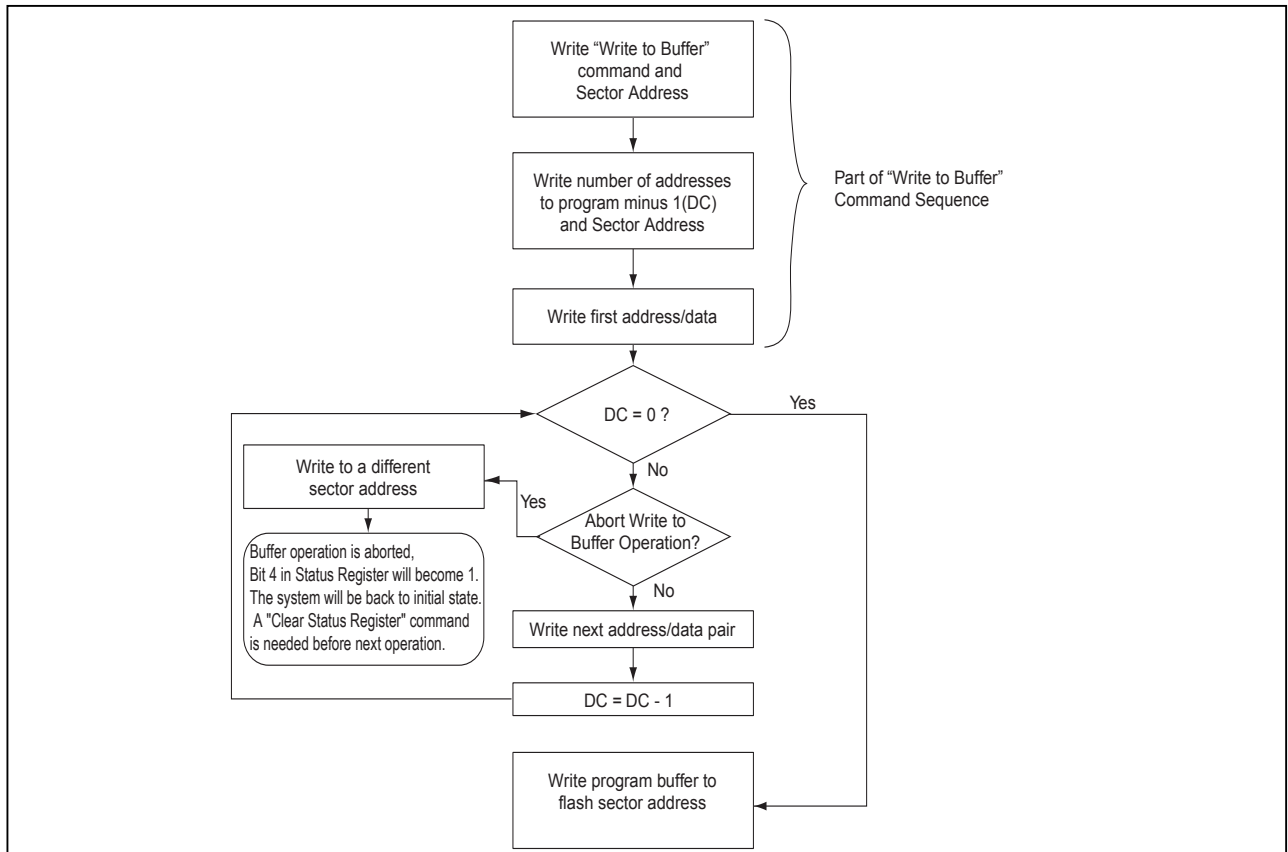 Write “Write to Buffer”
command and
Sector Address
Write number of addresses
to program minus 1(DC)
and Sector Address
Part of “Write to Buffer”
Command Sequence
Write first address/data
DC = 0 ?
Yes
No
Write to a different
sector address
Yes
Abort Write to
Buffer Operation?
Buffer operation is aborted,
Bit 4 in Status Register will become 1.
The system will be back to initial state.
A "Clear Status Register" command
is needed before next operation.
No
Write next address/data pair
DC = DC - 1
Write program buffer to
flash sector address